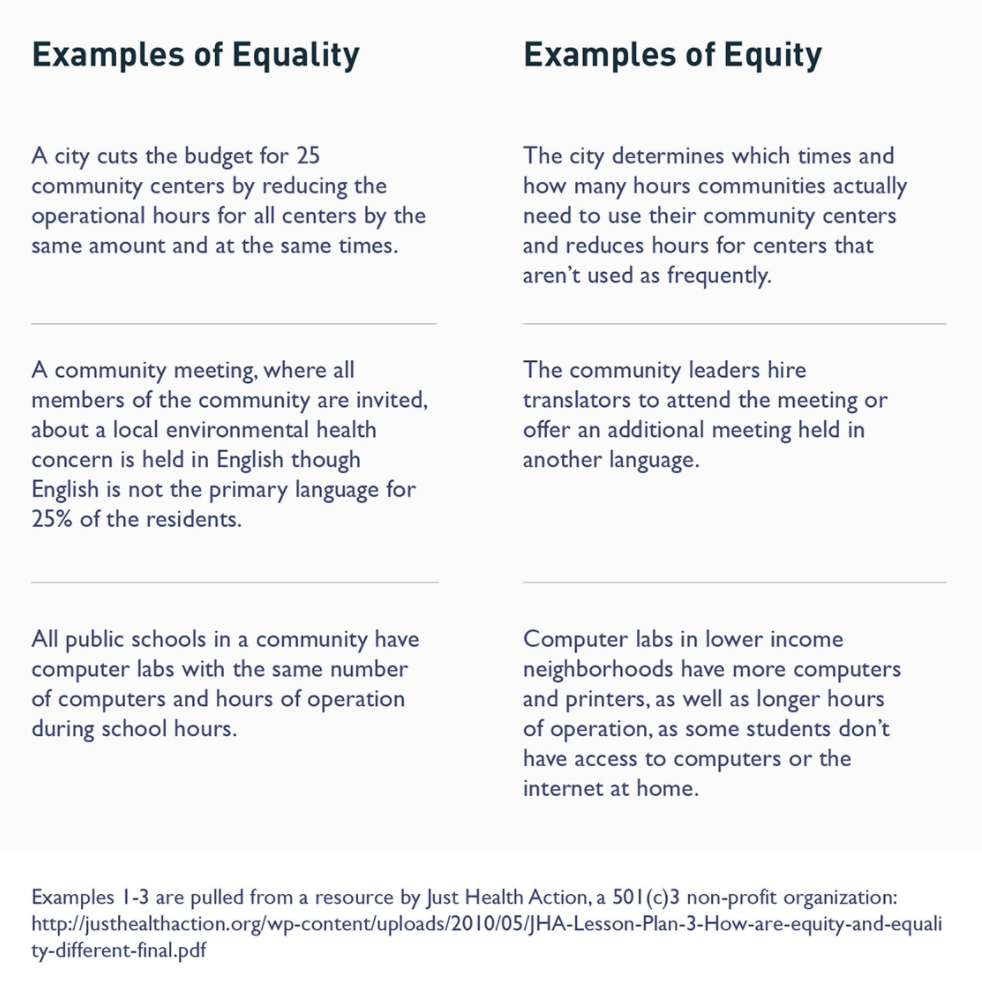 Examples of Equality
A city cuts the budget for 25
community centers by reducing the
operational hours for all centers by the
same amount and at the same times.
A community meeting, where all
members of the community are invited,
about a local environmental health
concern is held in English though
English is not the primary language for
25% of the residents.
All public schools in a community have
computer labs with the same number
of computers and hours of operation
during school hours.
Examples of Equity
The city determines which times and
how many hours communities actually
need to use their community centers
and reduces hours for centers that
aren’t used as frequently.
The community leaders hire
translators to attend the meeting or
offer an additional meeting held in
another language.
Computer labs in lower income
neighborhoods have more computers
and printers, as well as longer hours
of operation, as some students don’t
have access to computers or the
internet at home.
Examples 1-3 are pulled from a resource by Just Health Action, a 501(c)3 non-profit organization:
http://justhealthaction.org/wp-content/uploads/2010/05/JHA-Lesson-Plan-3-How-are-equity-and-equali
ty-different-final.pdf